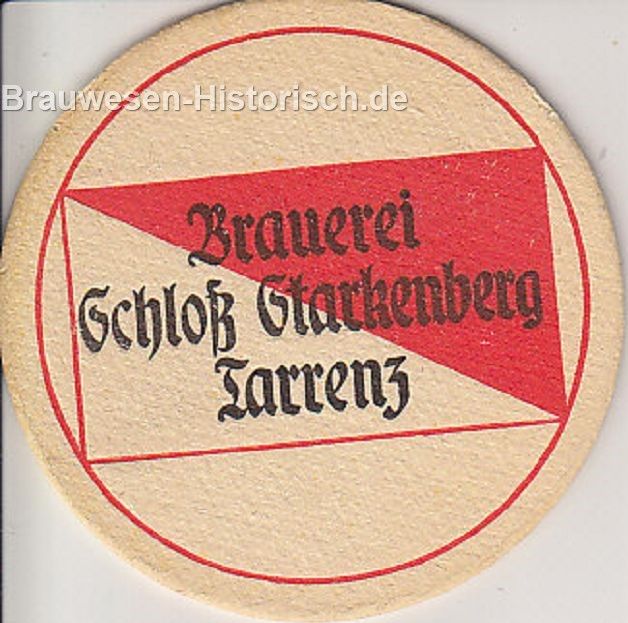 Brauwesen-Historisch.de
Brauerei
Schloß Starkenberg
Tarrenz